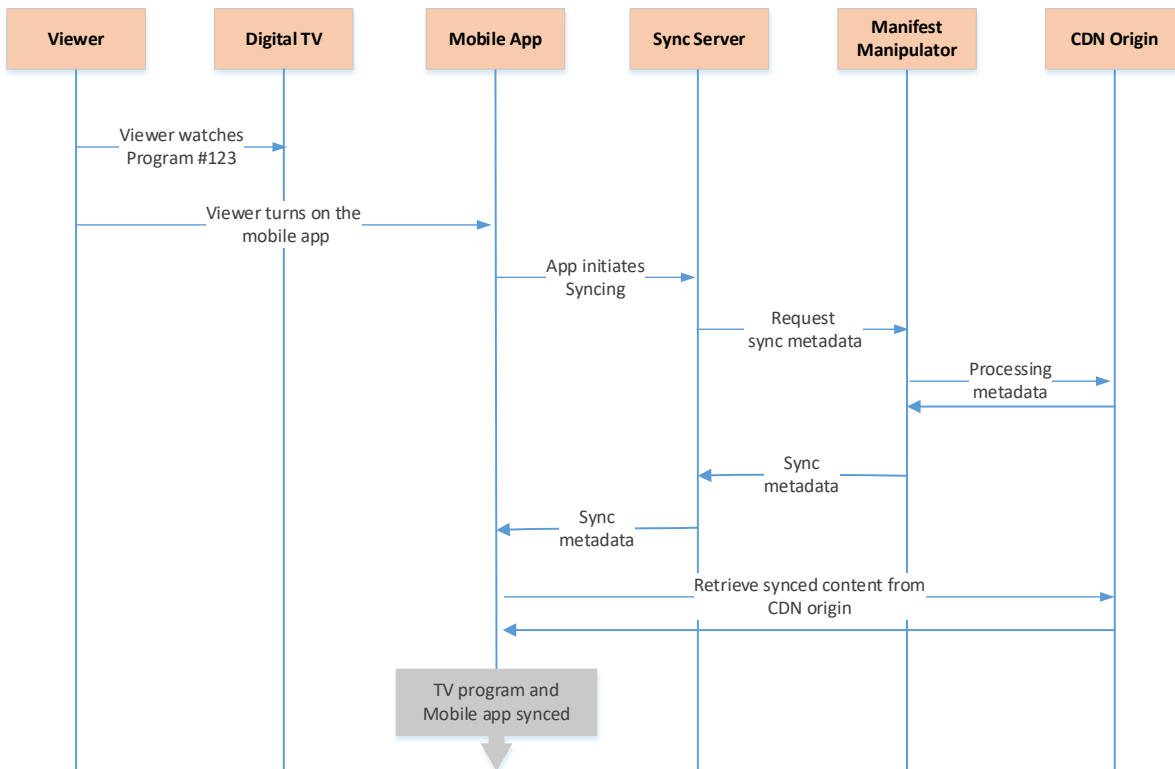 Viewer
Digital TV
Mobile App
Sync Server
Manifest
Manipulator
CDN Origin
Viewer watches
Program #123
Viewer turns on the
mobile app
App initiates
Syncing
Request
sync metadata
Processing
metadata
Sync
metadata
Sync
metadata
Retrieve synced content from
CDN origin
TV program and
Mobile app synced